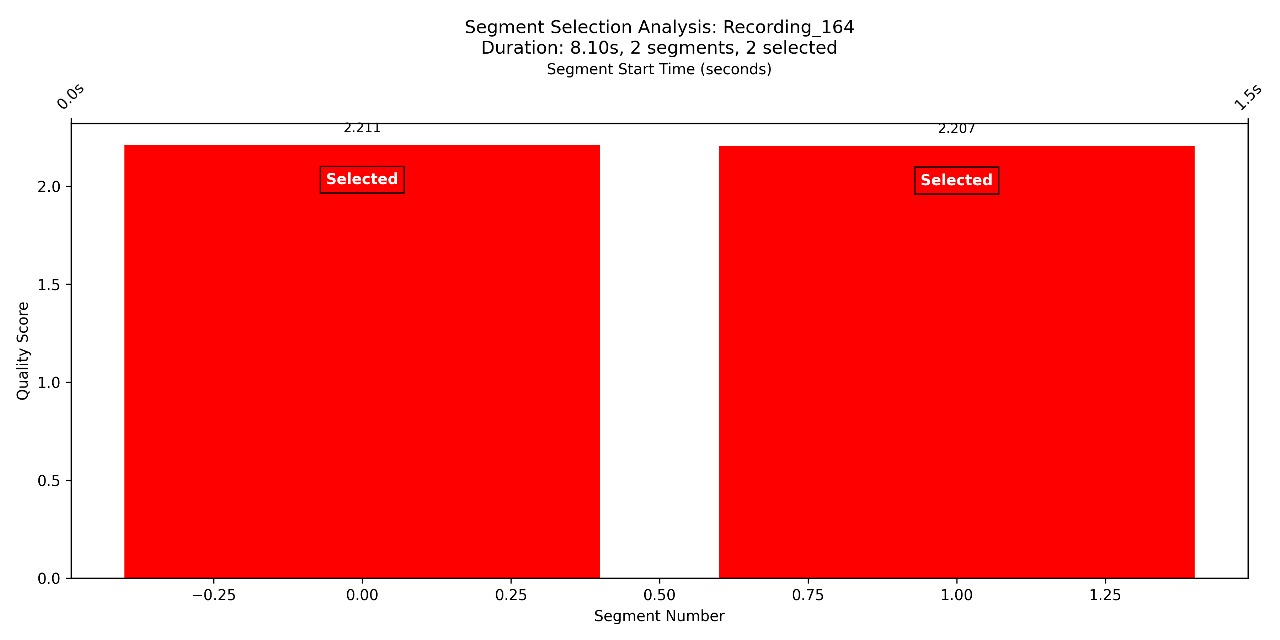 Segment Selection Analysis: Recording_164
Duration: 8.10s, 2 segments, 2 selected
Segment Start Time (seconds)
0.0s
1.5s
2.211
2.207
Selected
Selected
2.0
1.5
1.0
0.5
0.0
Quality Score
−0.25
0.00
0.25
0.50
0.75
1.00
1.25
Segment Number